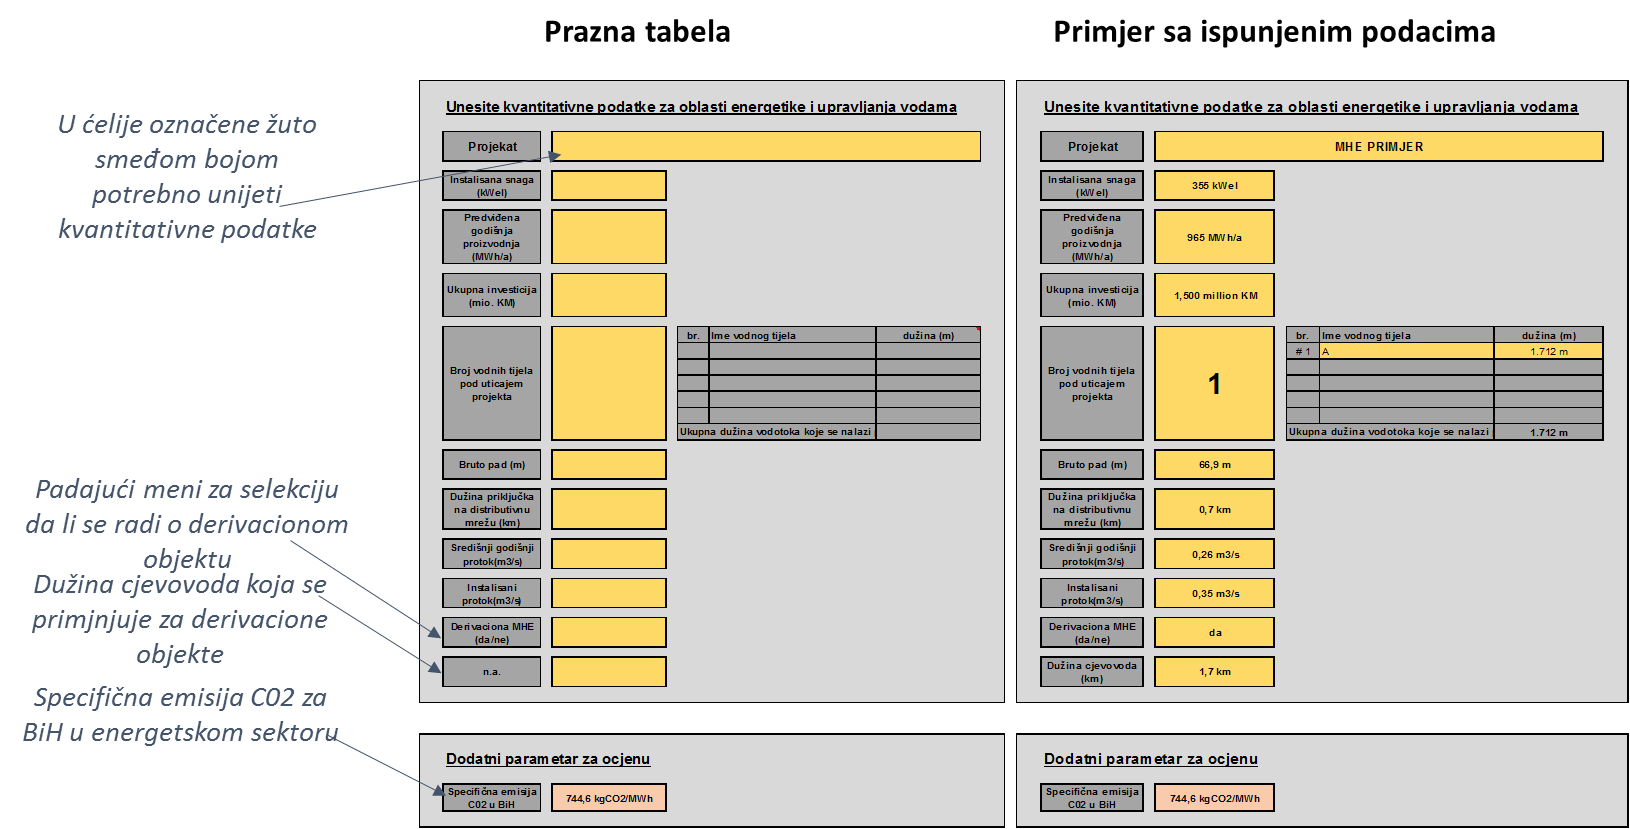 Prazna tabela
Primjer sa ispunjenim podacima
U ćelije označene žuto
smeđom bojom
potrebno unijeti
kvantitativne podatke
Padajući meni za selekciju
da li se radi o derivacionom
objektu
Dužina cjevovoda koja se
primjnjuje za derivacione
objekte
Specifična emisija C02 za
BiH u energetskom sektoru
Unesite kvantitativne podatke za oblasti energetike i upravljanja vodama
Projekat
Instalisana snaga
(kWel)
Predviđena
godišnja
proizvodnja
(MWh/a)
Ukupna investicija
(mio. KM)
Broj vodnih tijela
pod uticajem
projekta
br. Ime vodnog tijela dužina (m)
Ukupna dužina vodotoka koje se nalazi
Bruto pad (m)
Dužina priključka
na distributivnu
mrežu (km)
Središnji godišnji
protok(m3/s)
Instalisani
protok(m3/s)
Derivaciona MHE
(da/ne)
n.a.
Dodatni parametar za ocjenu
Specifična emisija
C02 u BiH
744,6 kgCO2/MWh
Unesite kvantitativne podatke za oblasti energetike i upravljanja vodama
Projekat
MHE PRIMJER
Instalisana snaga
(kWel)
355 kWel
Predviđena
godišnja
proizvodnja
(MWh/a)
965 MWh/a
Ukupna investicija
(mio. KM)
1,500 million KM
Broj vodnih tijela
pod uticajem
projekta
1
br. Ime vodnog tijela dužina (m)
# 1 A 1.712 m
Ukupna dužina vodotoka koje se nalazi 1.712 m
Bruto pad (m)
66,9 m
Dužina priključka
na distributivnu
mrežu (km)
0,7 km
Središnji godišnji
protok(m3/s)
0,26 m3/s
Instalisani
protok(m3/s)
0,35 m3/s
Derivaciona MHE
(da/ne)
da
Dužina cjevovoda
(km)
1,7 km
Dodatni parametar za ocjenu
Specifična emisija
C02 u BiH
744,6 kgCO2/MWh